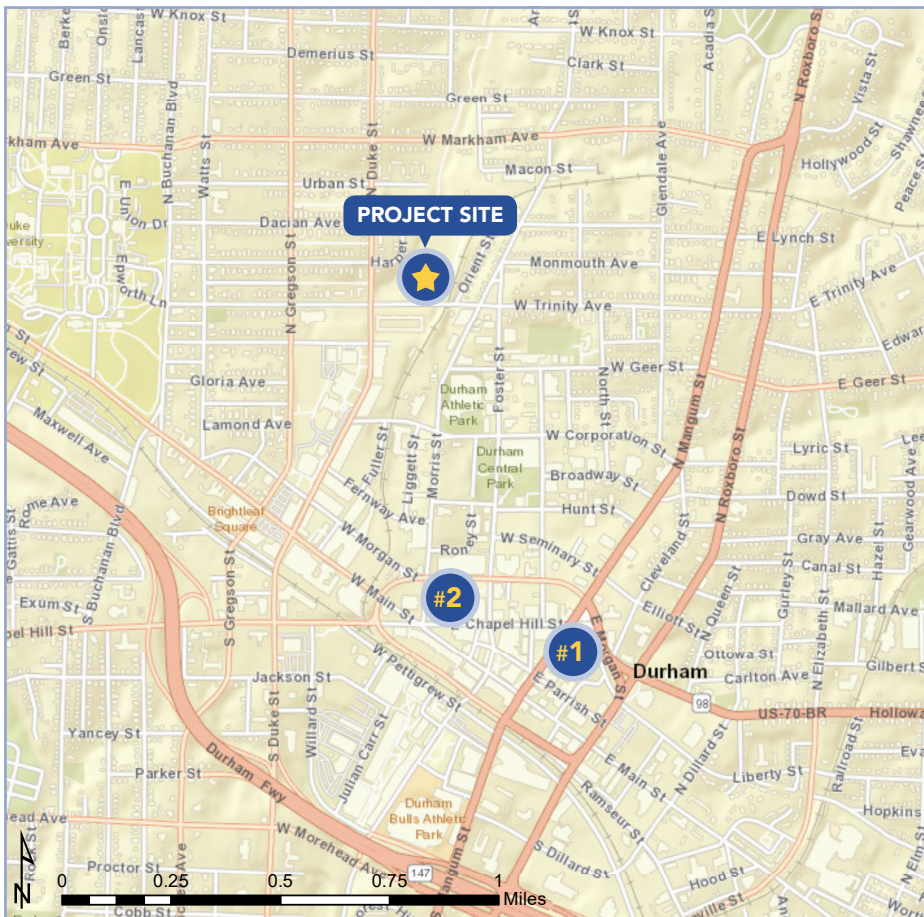 W Knox St
W Knox St
Demerius St
Clark St
Acadia St
N Roxboro St
Vista St
Green St
Green St
N Buchanan Blvd
Watts St
N Duke St
W Markham Ave
Hollywood St
Macon St
Glendale Ave
Peace St
Urban St
PROJECT SITE
Dacian Ave
E Lynch St
Orient St
Monmouth Ave
E Trinity Ave
N Gregson St
W Trinity Ave
W Geer St
E Geer St
Gloria Ave
Durham
Athletic
Park
Foster St
North St
N Mangum St
Lamond Ave
Maxwell Ave
Fuller St
Liggett St
Morris St
W Corporation St
N Roxboro St
Lyric St
Durham
Central
Park
Broadway St
Dowd St
Gearwood Ave
Fernway Ave
Brightleaf
Square
Hunt St
Rome Ave
Gattis St
S Buchanan Blvd
W Morgan St
W Seminary St
Cleveland St
Gray Ave
Canal St
Hazel St
Gurley St
N Elizabeth St
Mallard Ave
W Main St
#2
Exum St
S Gregson St
Chapel Hill St
Elliott St
N Queen St
#1
E Morgan St
Durham
Ottowa St
Carlton Ave
Gilbert S
W Pettigrew St
E Parrish St
Jackson St
98
US-70-BR
Willard St
S Duke St
Yancey St
Julian Carr St
Parker St
Durham Fwy
E Main St
N Dillard St
Liberty St
Railroad St
Ramseur St
Durham
Bulls Athletic
Park
W Morehead Ave
Hopkins
S Dillard St
147
Hood St
Proctor St
Cobb St
N
0
0.25
0.5
0.75
1
Miles